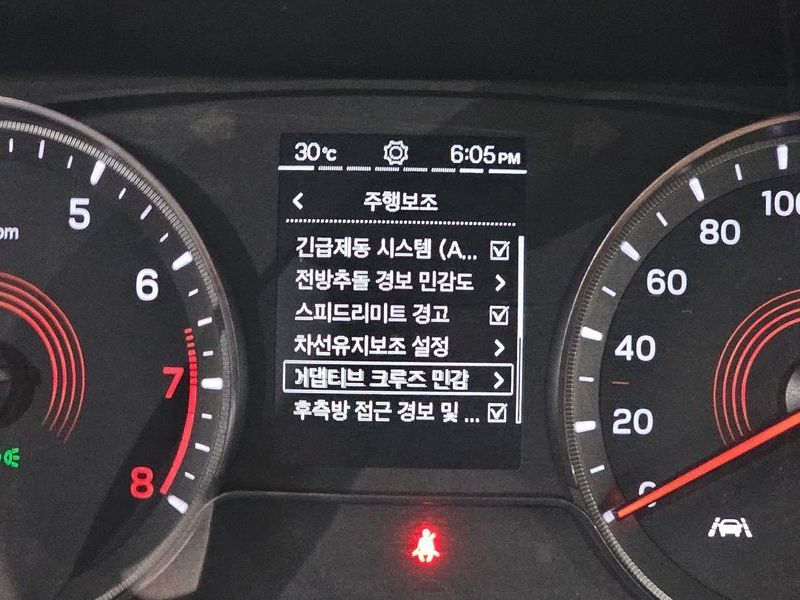 30℃ 6:05PM
< 주행보조
긴급제동 시스템 (A...
전방추돌 경보 민감도 >
스피드리미트 경고
차선유지보조 설정 >
댑티브 크루즈 민감 >
후측방 접근 경보 및 ...
5
6
7
8
100
80
60
40
20
0